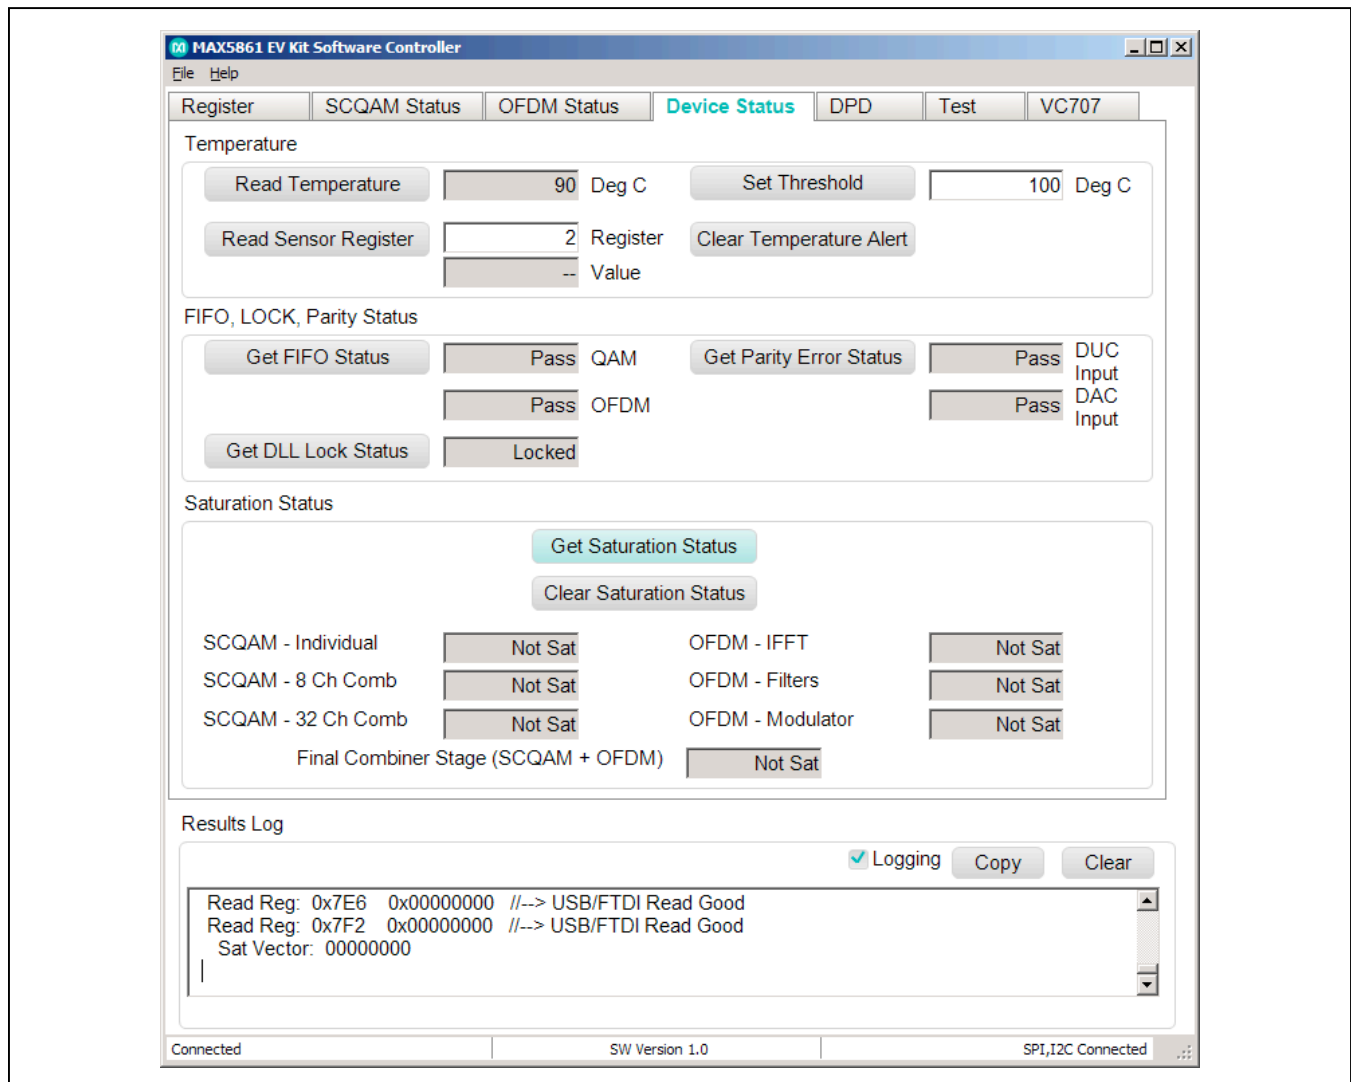 MAX5861 EV Kit Software Controller
File Help
Register SCQAM Status OFDM Status Device Status DPD Test VC707
Temperature
Read Temperature 90 Deg C Set Threshold 100 Deg C
Read Sensor Register 2 Register Clear Temperature Alert
-- Value
FIFO, LOCK, Parity Status
Get FIFO Status Pass QAM Get Parity Error Status Pass DUC Input
Pass OFDM Pass DAC Input
Get DLL Lock Status Locked
Saturation Status
Get Saturation Status
Clear Saturation Status
SCQAM - Individual Not Sat OFDM - IFFT Not Sat
SCQAM - 8 Ch Comb Not Sat OFDM - Filters Not Sat
SCQAM - 32 Ch Comb Not Sat OFDM - Modulator Not Sat
Final Combiner Stage (SCQAM + OFDM) Not Sat
Results Log
Logging Copy Clear
Read Reg: 0x7E6 0x00000000 //--> USB/FTDI Read Good
Read Reg: 0x7F2 0x00000000 //--> USB/FTDI Read Good
Sat Vector: 00000000
Connected SW Version 1.0 SPI,I2C Connected